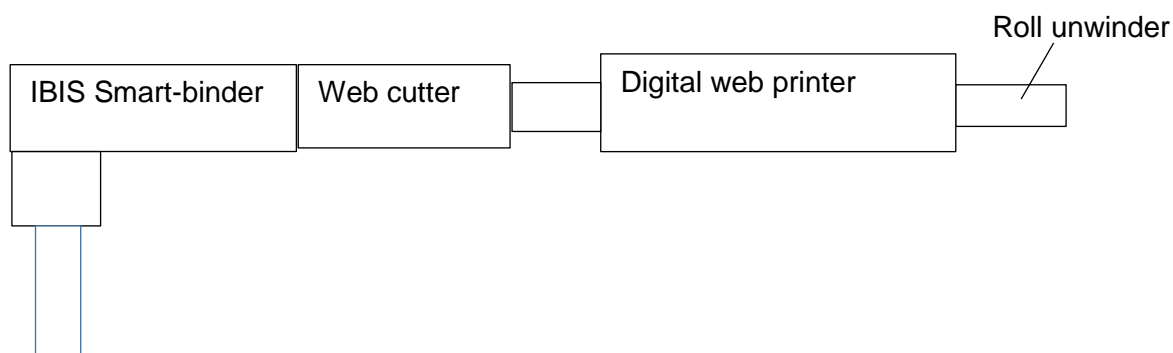 Roll unwinder
IBIS Smart-binder
Web cutter
Digital web printer